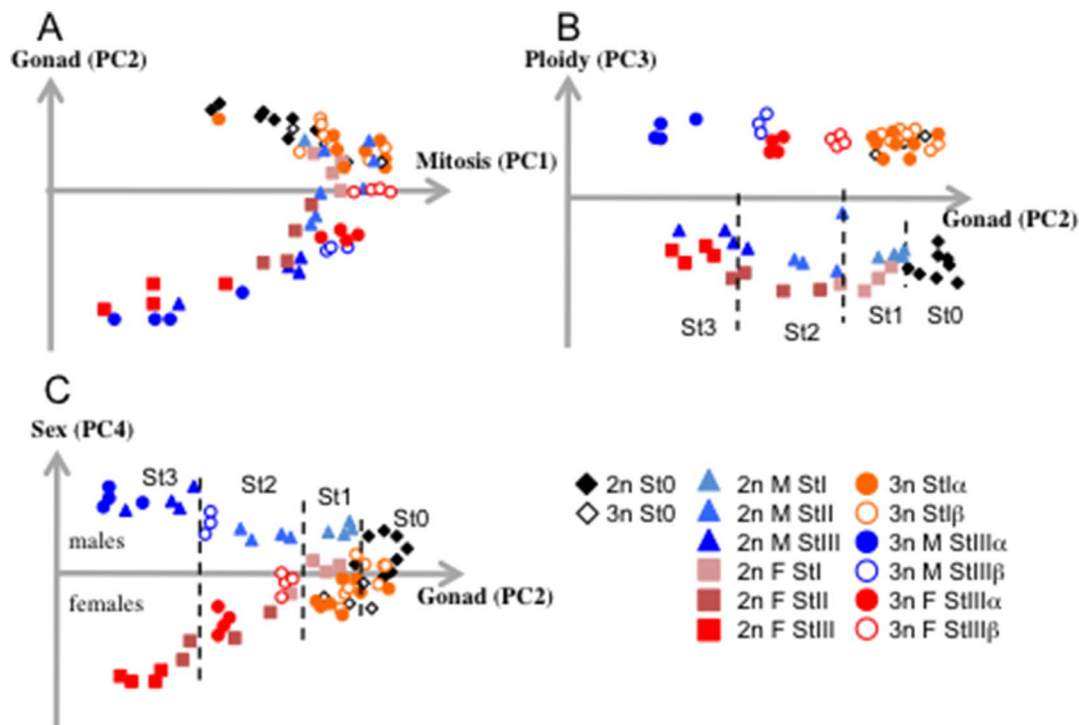 A
Gonad (PC2)
Mitosis (PC1)
B
Ploidy (PC3)
Gonad (PC2)
St3
St2
St1
St0
C
Sex (PC4)
St3
St2
St1
St0
males
females
Gonad (PC2)
2n St0
3n St0
2n M StI
2n M StII
2n M StIII
2n F StI
2n F StII
2n F StIII
3n StIα
3n StIβ
3n M StIIIα
3n M StIIIβ
3n F StIIIα
3n F StIIIβ